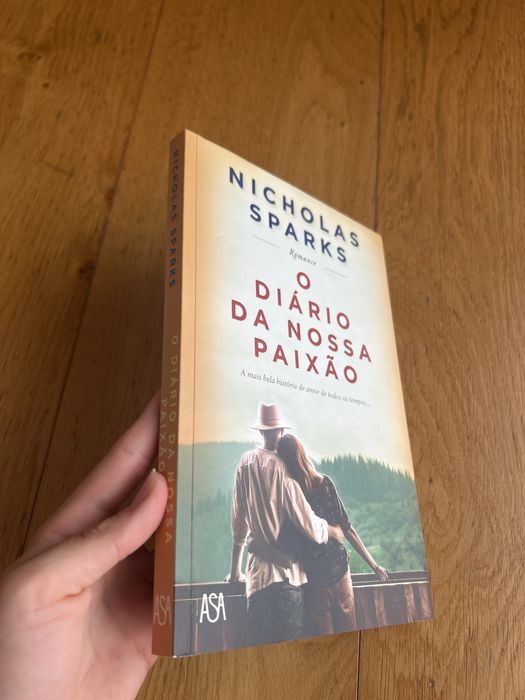 NICHOLAS
SPARKS
Romance
O
DIÁRIO
DA NOSSA
PAIXÃO
A mais bela história de amor de todos os tempos...
ASA
NICHOLAS SPARKS
O DIÁRIO DA NOSSA
PAIXÃO
ASA